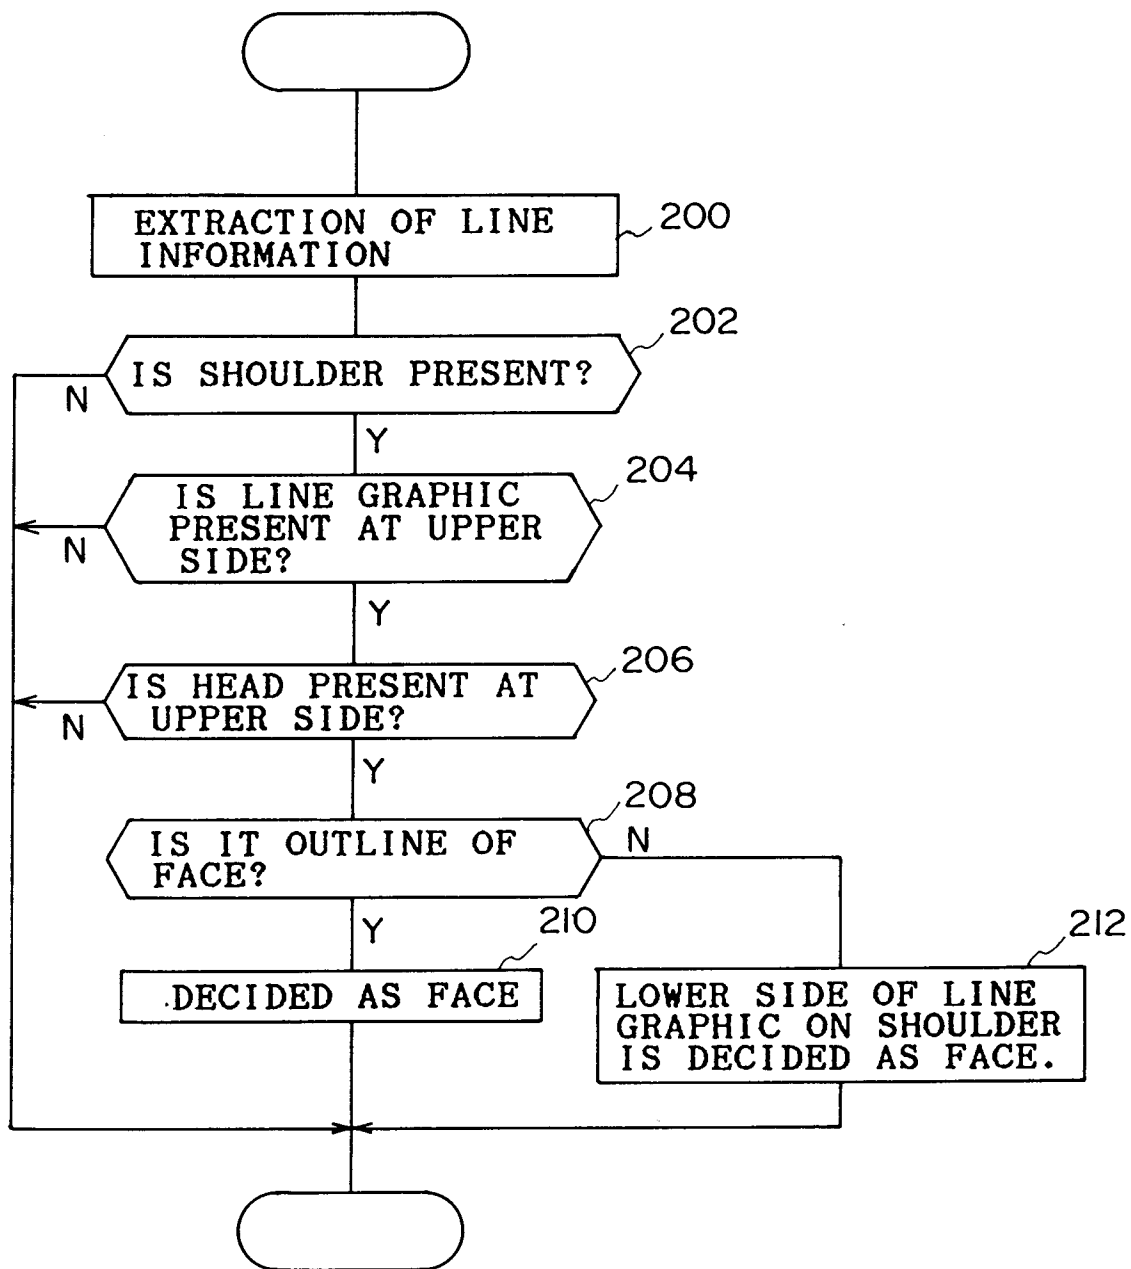 EXTRACTION OF LINE
INFORMATION
200
202
IS SHOULDER PRESENT?
N
Y
204
IS LINE GRAPHIC
PRESENT AT UPPER
SIDE?
N
Y
206
IS HEAD PRESENT AT
UPPER SIDE?
N
Y
208
IS IT OUTLINE OF
FACE?
N
Y
210
212
DECIDED AS FACE
LOWER SIDE OF LINE
GRAPHIC ON SHOULDER
IS DECIDED AS FACE.